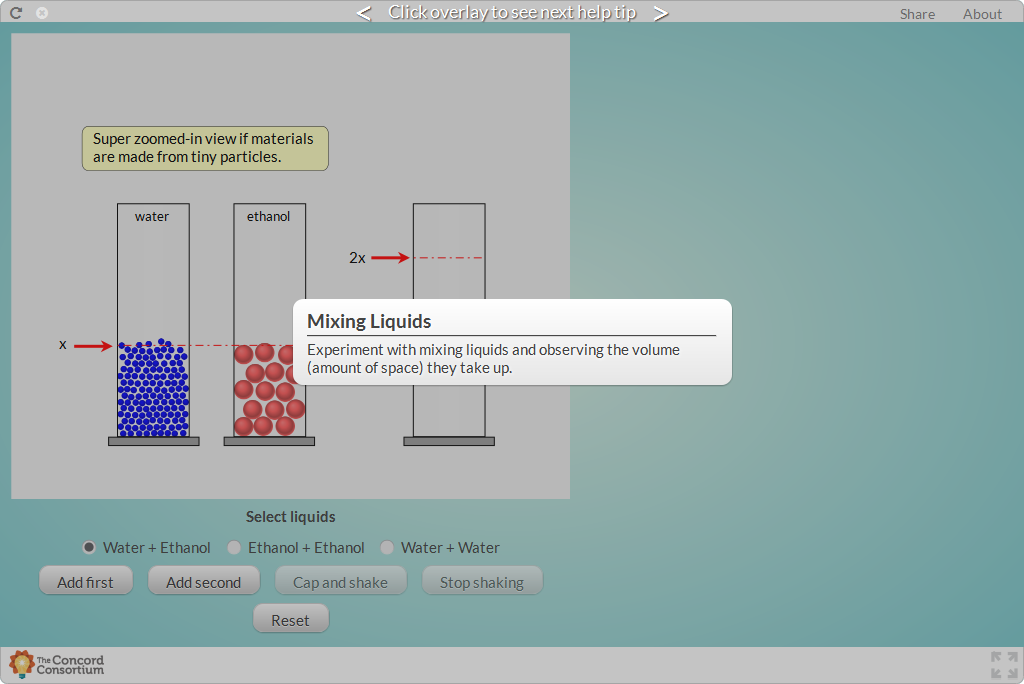 < Click overlay to see next help tip >
Share About
Super zoomed-in view if materials
are made from tiny particles.
water ethanol
2x
x
Mixing Liquids
Experiment with mixing liquids and observing the volume
(amount of space) they take up.
Select liquids
Water + Ethanol Ethanol + Ethanol Water + Water
Add first Add second Cap and shake Stop shaking
Reset
The Concord
Consortium